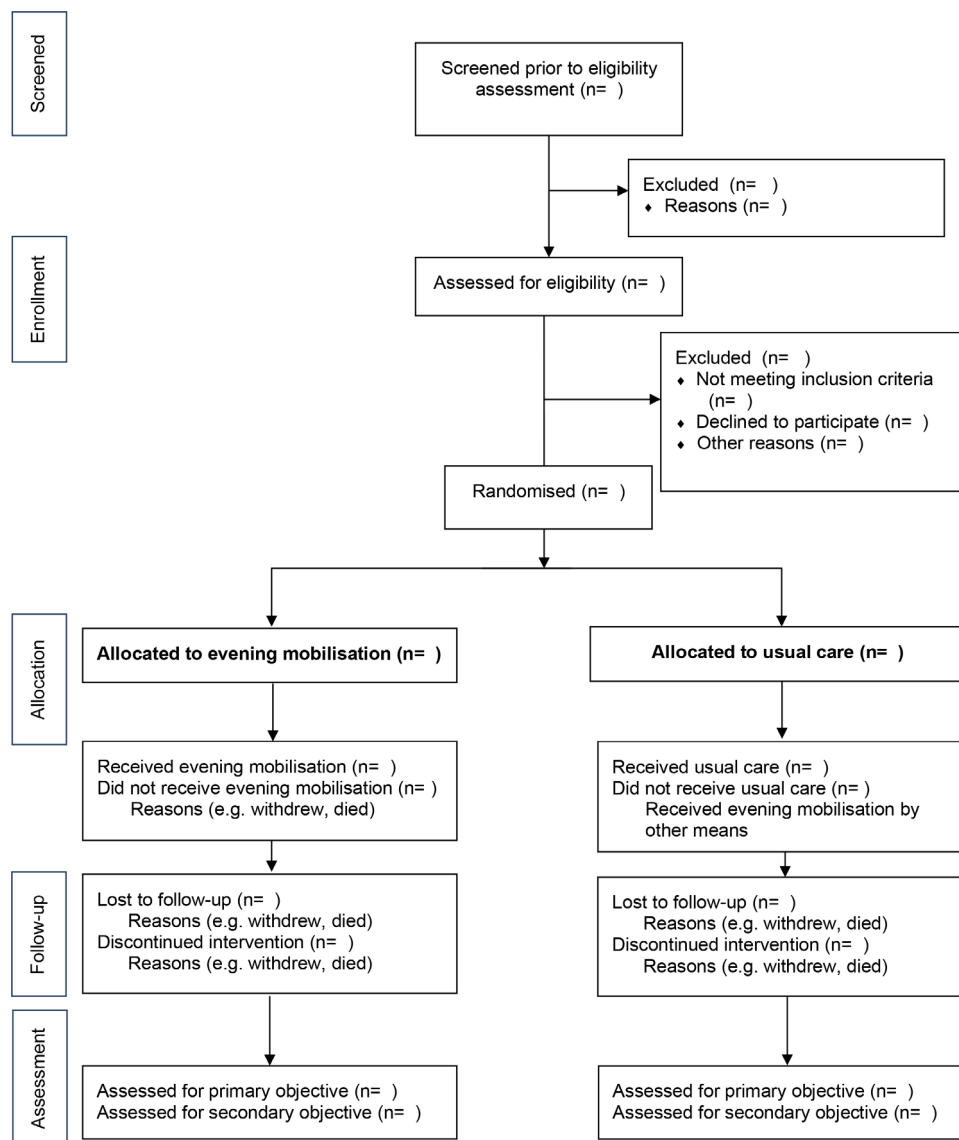 Screened
Screened prior to eligibility
assessment (n=  )
Excluded  (n=   )
♦ Reasons (n=  )
Enrollment
Assessed for eligibility (n=  )
Excluded  (n=   )
♦ Not meeting inclusion criteria
(n=  )
♦ Declined to participate (n=  )
♦ Other reasons (n=  )
Randomised (n=  )
Allocation
Allocated to evening mobilisation (n=  )
Received evening mobilisation (n=  )
Did not receive evening mobilisation (n=  )
Reasons (e.g. withdrew, died)
Allocated to usual care (n=  )
Received usual care (n=  )
Did not receive usual care (n=  )
Received evening mobilisation by
other means
Follow-up
Lost to follow-up (n=  )
Reasons (e.g. withdrew, died)
Discontinued intervention (n=  )
Reasons (e.g. withdrew, died)
Lost to follow-up (n=  )
Reasons (e.g. withdrew, died)
Discontinued intervention (n=  )
Reasons (e.g. withdrew, died)
Assessment
Assessed for primary objective (n=  )
Assessed for secondary objective (n=  )
Assessed for primary objective (n=  )
Assessed for secondary objective (n=  )